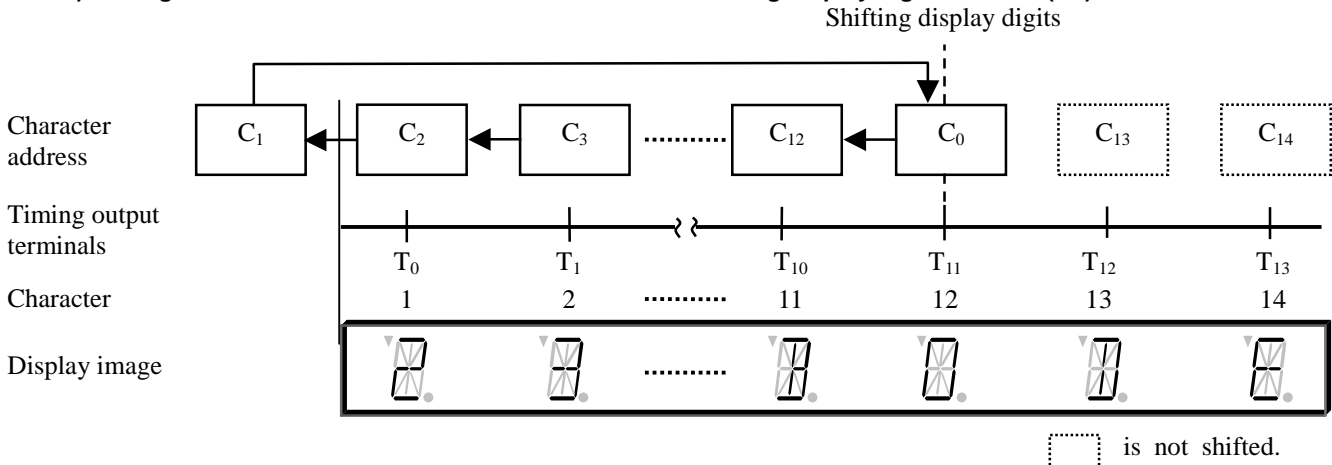 Shifting display digits
Character address
C1 C2 C3 C12 C0 C13 C14
Timing output terminals
T0 T1 T10 T11 T12 T13
Character 1 2 11 12 13 14
Display image
is not shifted.